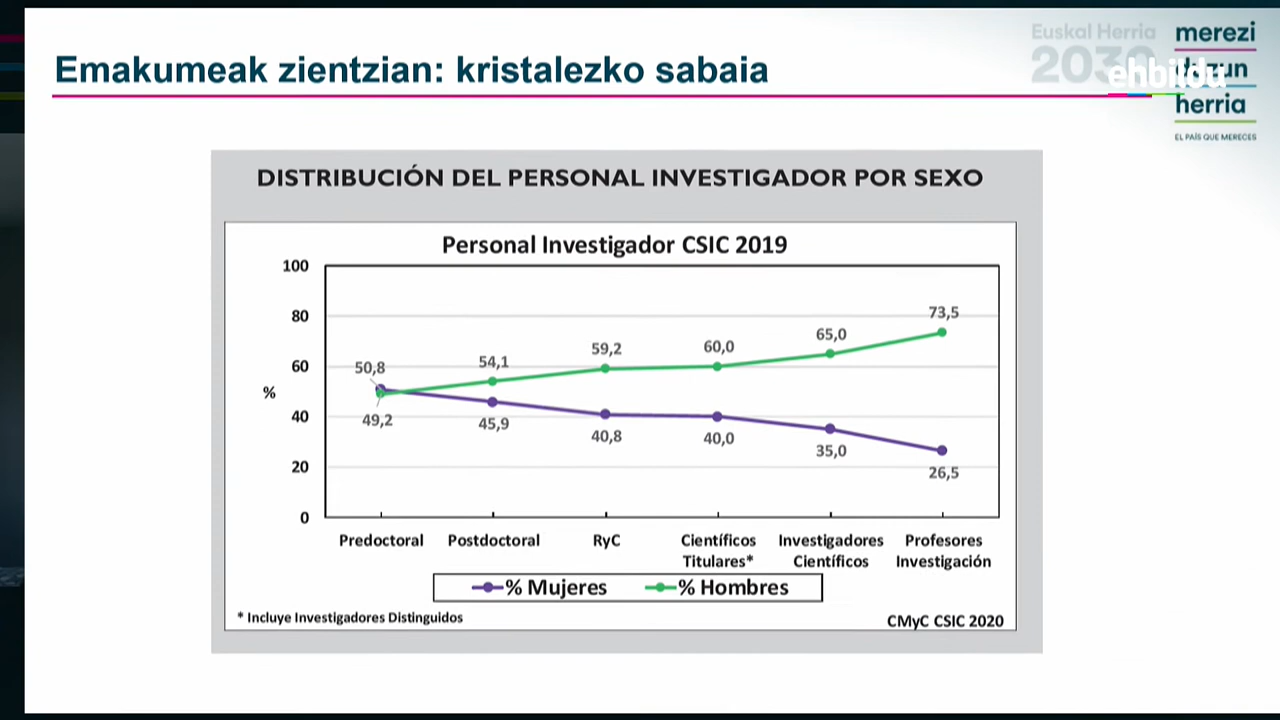 Emakumeak zientzian: kristalezko sabaia
Euskal Herria
2030
merezi
herria
EL PAÍS QUE MERECES
ehbildu
DISTRIBUCIÓN DEL PERSONAL INVESTIGADOR POR SEXO
Personal Investigador CSIC 2019
100
80
60
40
20
0
%
50,8
54,1
59,2
60,0
65,0
73,5
49,2
45,9
40,8
40,0
35,0
26,5
Predoctoral
Postdoctoral
RyC
Científicos
Titulares*
Investigadores
Científicos
Profesores
Investigación
% Mujeres
% Hombres
* Incluye Investigadores Distinguidos
CMyC CSIC 2020